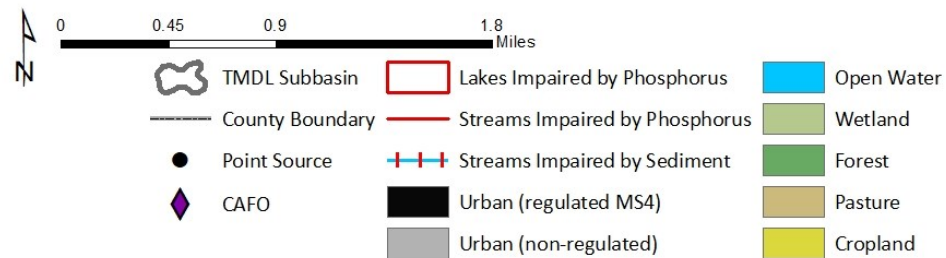 0 0.45 0.9 1.8
Miles
N
TMDL Subbasin
County Boundary
Point Source
CAFO
Lakes Impaired by Phosphorus
Streams Impaired by Phosphorus
Streams Impaired by Sediment
Urban (regulated MS4)
Urban (non-regulated)
Open Water
Wetland
Forest
Pasture
Cropland